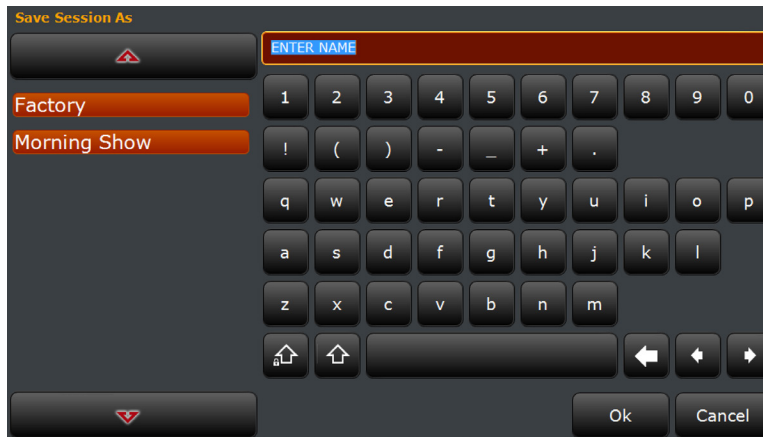 Save Session As
ENTER NAME
Factory
Morning Show
1 2 3 4 5 6 7 8 9 0
! ( ) - _ + .
q w e r t y u i o p
a s d f g h j k l
z x c v b n m
Ok Cancel